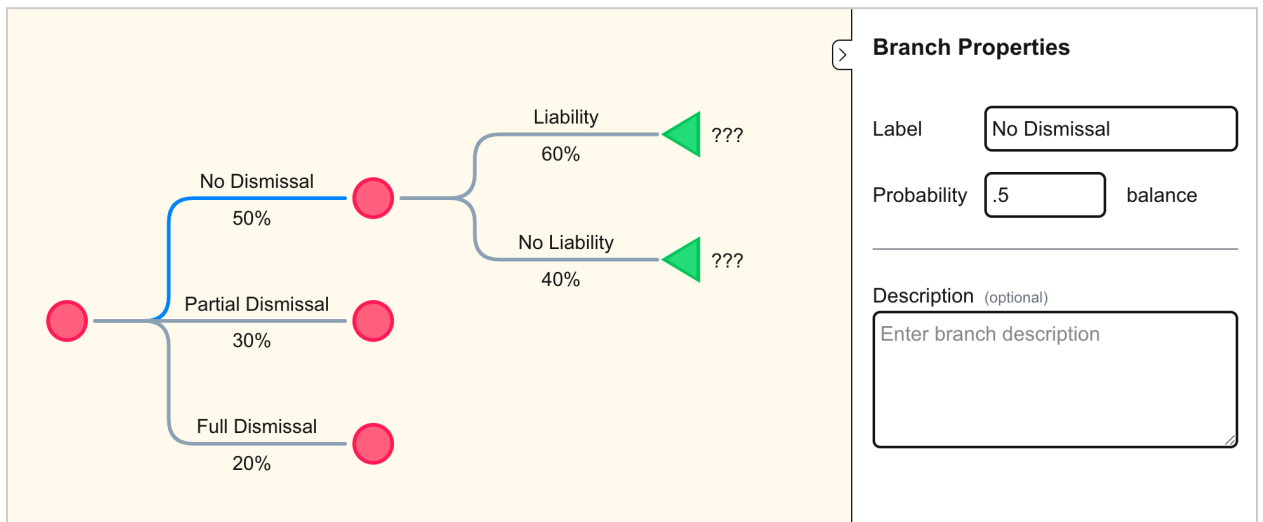 Liability
60%
???
No Dismissal
50%
No Liability
40%
???
Partial Dismissal
30%
Full Dismissal
20%
Branch Properties
Label
No Dismissal
Probability
.5
balance
Description (optional)
Enter branch description